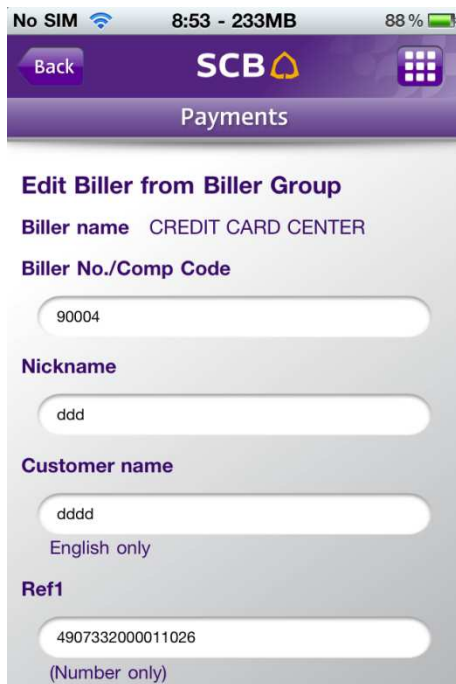 No SIM 8:53 - 233MB 88 %
Back SCB
Payments
Edit Biller from Biller Group
Biller name CREDIT CARD CENTER
Biller No./Comp Code
90004
Nickname
ddd
Customer name
dddd
English only
Ref1
4907332000011026
(Number only)